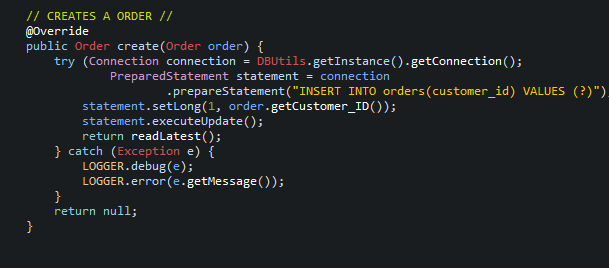 // CREATES A ORDER //
@Override
public Order create(Order order) {
try (Connection connection = DBUtils.getInstance().getConnection();
PreparedStatement statement = connection
.prepareStatement("INSERT INTO orders(customer_id) VALUES (?)")
statement.setLong(1, order.getCustomer_ID());
statement.executeUpdate();
return readLatest();
} catch (Exception e) {
LOGGER.debug(e);
LOGGER.error(e.getMessage());
}
return null;
}